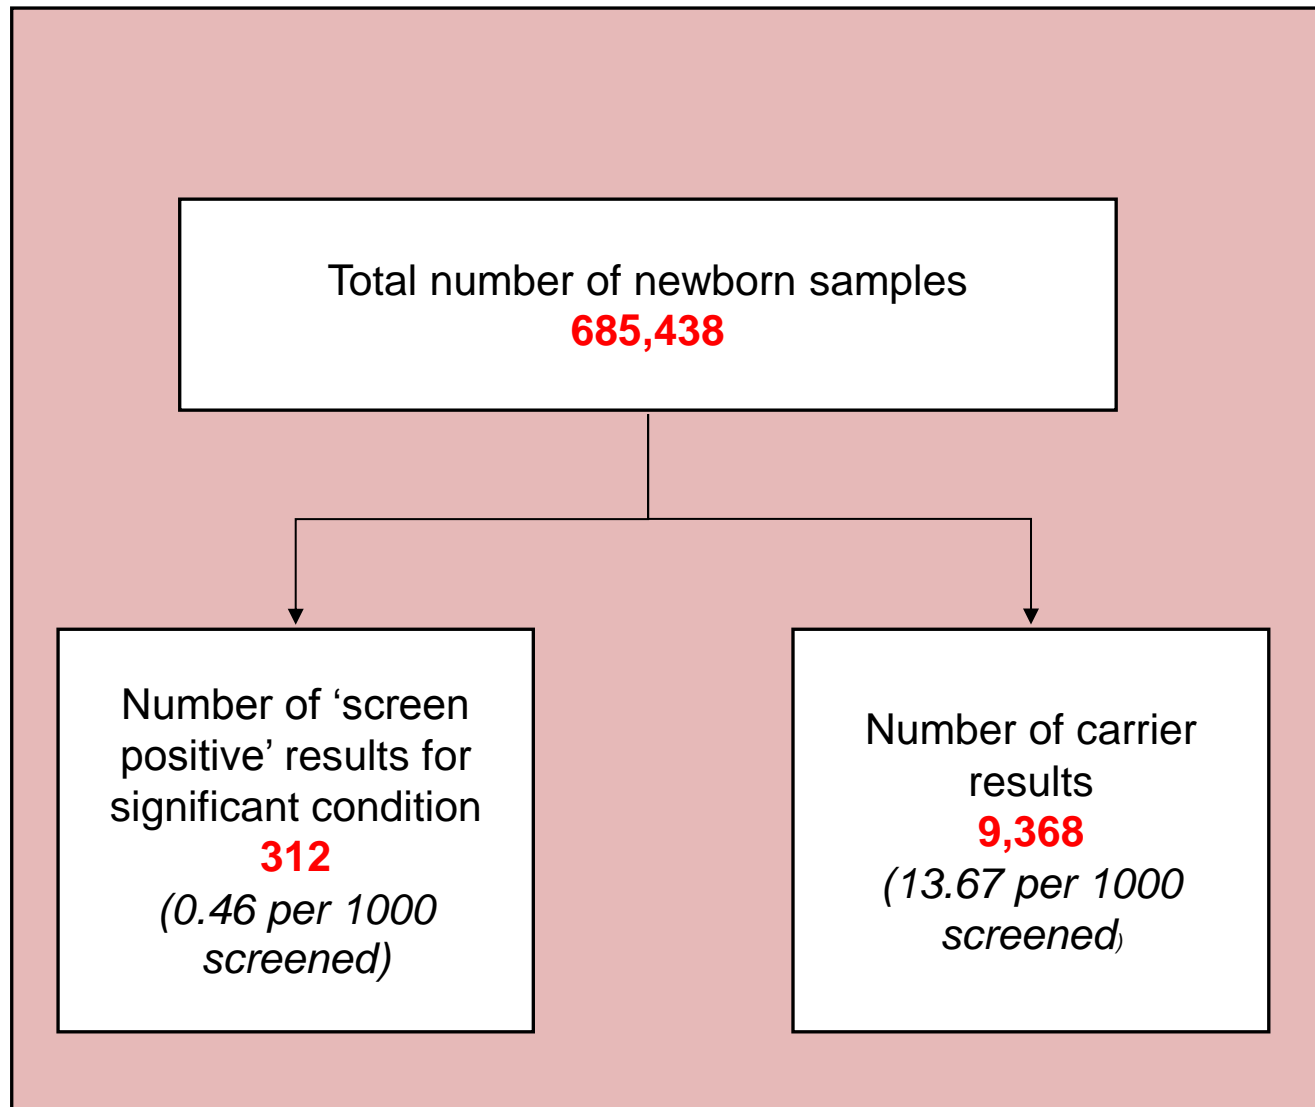 Total number of newborn samples
685,438
Number of ‘screen
positive’ results for
significant condition
312
(0.46 per 1000
screened)
Number of carrier
results
9,368
(13.67 per 1000
screened)